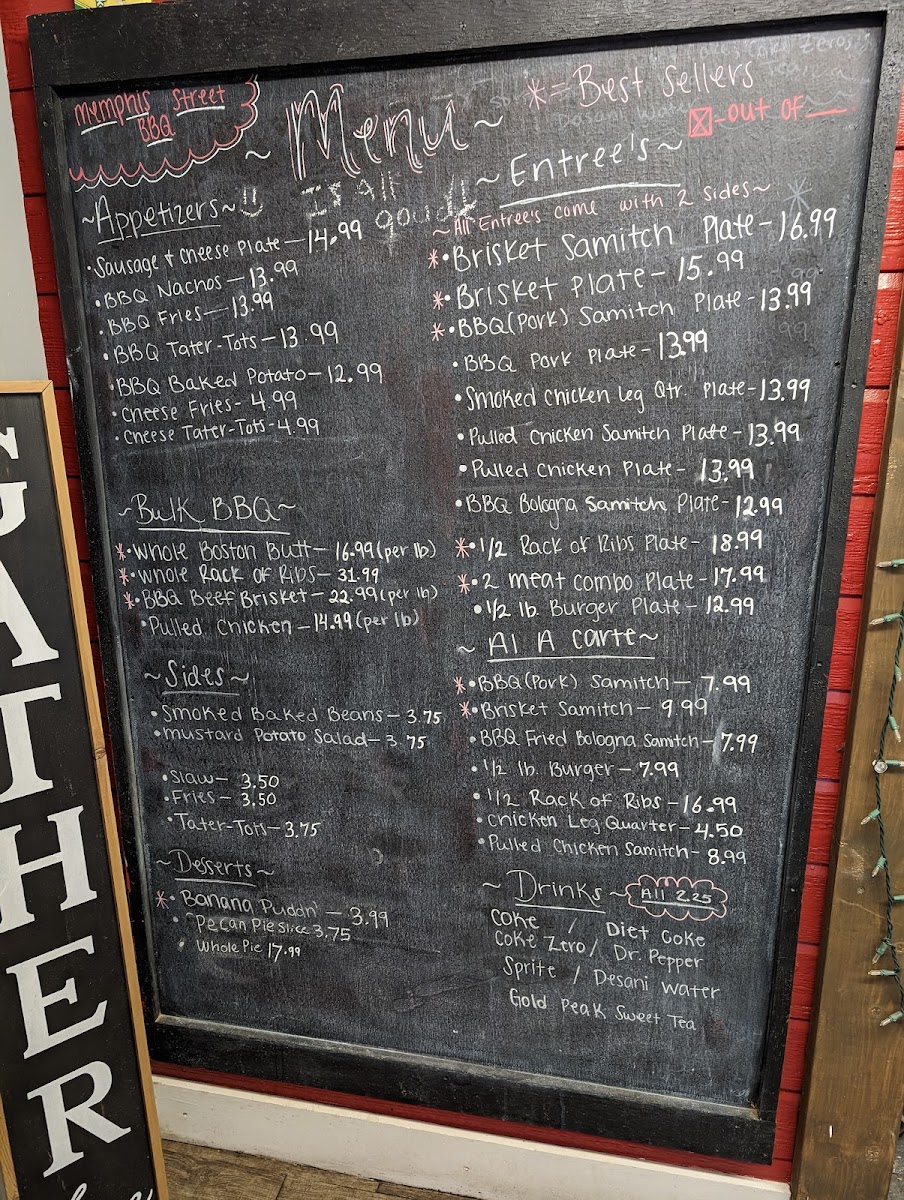 Memphis Street
BBQ
~ Menu ~
Is All
goody
* = Best Sellers
☒ - out of __.
~Appetizers~
• Sausage + Cheese Plate — 14.99
• BBQ Nachos — 13.99
• BBQ Fries — 13.99
• BBQ Tater-Tots — 13.99
• BBQ Baked Potato — 12.99
• Cheese Fries - 4.99
• Cheese Tater-Tots - 4.99
~Bulk BBQ~
*• Whole Boston Butt — 16.99 (per lb)
*• Whole Rack of Ribs — 31.99
*• BBQ Beef Brisket — 22.99 (per lb)
• Pulled Chicken — 14.99 (per lb)
~Sides~
• Smoked Baked Beans — 3.75
• Mustard Potato Salad — 3.75
• Slaw — 3.50
• Fries — 3.50
• Tater-Tots — 3.75
~Desserts~
*• Banana Puddn' — 3.99
• Pecan Pie Slice 3.75
• Whole Pie 17.99
~ Entree's ~
~All Entree's come with 2 sides~
*• Brisket Samitch Plate — 16.99
*• Brisket Plate — 15.99
*• BBQ (Pork) Samitch Plate - 13.99
• BBQ Pork Plate - 13.99
• Smoked Chicken Leg Qtr. Plate - 13.99
• Pulled Chicken Samitch Plate - 13.99
• Pulled Chicken Plate - 13.99
• BBQ Bologna Samitch Plate - 12.99
*• 1/2 Rack of Ribs Plate - 18.99
*• 2 meat combo Plate - 17.99
• 1/2 lb. Burger Plate - 12.99
~ Al A carte ~
*• BBQ (Pork) Samitch — 7.99
*• Brisket Samitch — 9.99
• BBQ Fried Bologna Samitch - 7.99
• 1/2 lb. Burger — 7.99
• 1/2 Rack of Ribs — 16.99
• Chicken Leg Quarter — 4.50
• Pulled Chicken Samitch - 8.99
~ Drinks ~ All 2.25
Coke / Diet Coke
Coke Zero / Dr. Pepper
Sprite / Desani Water
Gold Peak Sweet Tea
GATHER